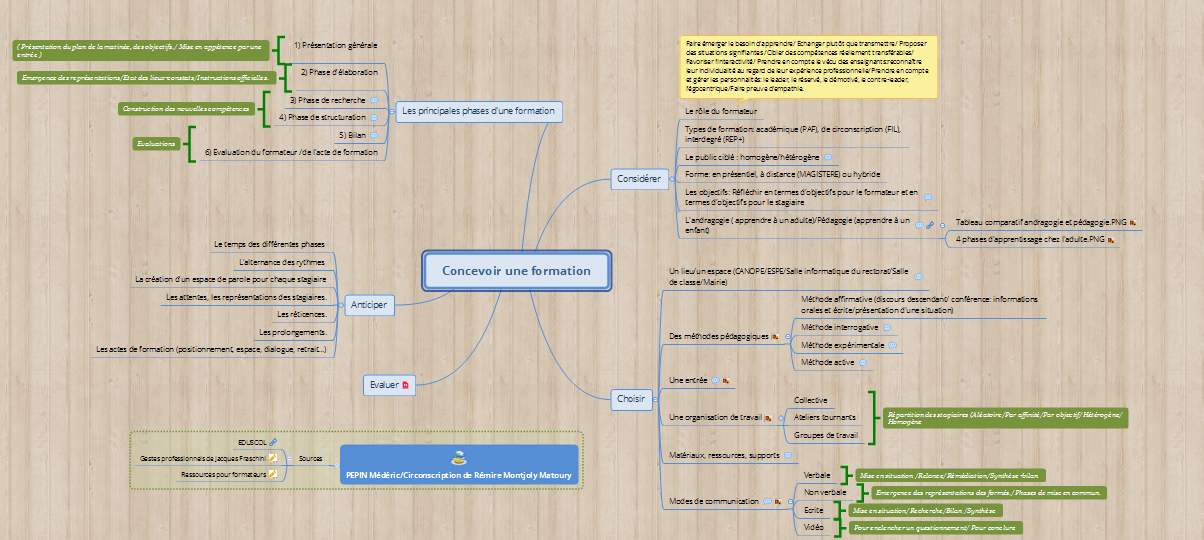 Concevoir une formation
Les principales phases d'une formation
1) Présentation générale
( Présentation du plan de la matinée, des objectifs./ Mise en appétence par une
entrée )
2) Phase d'élaboration
Emergence des représentations/Etat des lieux-constats/Instructions officielles.
3) Phase de recherche
4) Phase de structuration
Construction des nouvelles compétences
5) Bilan
6) Evaluation du formateur /de l'acte de formation
Evaluations
Anticiper
Le temps des différentes phases
L'alternance des rythmes
La création d'un espace de parole pour chaque stagiaire
Les attentes, les représentations des stagiaires.
Les réticences.
Les prolongements.
Les actes de formation (positionnement, espace, dialogue, retrait...)
Evaluer
PEPIN Médéric/Circonscription de Rémire Montjoly Matoury
Sources
EDUSCOL
Gestes professionnels de Jacques Fraschini
Ressources pour formateurs
Considérer
Faire émerger le besoin d'apprendre/ Echanger plutôt que transmettre/ Proposer
des situations signifiantes/ Cibler des compétences réelement transférables/
Favoriser l'interactivité/ Prendre en compte le vécu des enseignants:reconnaître
leur individualité au regard de leur expérience professionnelle/Prendre en compte
et gérer les personnalités: le leader, le réservé, le démotivé, le contre-leader,
l'égocentrique/Faire preuve d'empathie.
Le rôle du formateur
Types de formation: académique (PAF), de circonscription (FIL),
interdegré (REP+)
Le public ciblé : homogène/hétérogène
Forme: en présentiel, à distance (MAGISTERE) ou hybride
Les objectifs: Réfléchir en termes d'objectifs pour le formateur et en
termes d'objectifs pour le stagiaire
L'andragogie ( apprendre à un adulte)/Pédagogie (apprendre à un
enfant)
Tableau comparatif andragogie et pédagogie.PNG
4 phases d'apprentissage chez l'adulte.PNG
Choisir
Un lieu/un espace (CANOPE/ESPE/Salle informatique du rectorat/Salle
de classe/Mairie)
Des méthodes pédagogiques
Méthode affirmative (discours descendant/ conférence: informations
orales et écrite/présentation d'une situation)
Méthode interrogative
Méthode expérimentale
Méthode active
Une entrée
Une organisation de travail
Collective
Ateliers tournants
Groupes de travail
Répartition des stagiaires (Aléatoire/Par affinité/Par objectif/Hétérogène/
Homogène
Matériaux, ressources, supports
Modes de communication
Verbale
Mise en situation /Relance/Rémédiation/Synthèse -bilan
Non verbale
Emergence des représentations des formés./ Phases de mise en commun.
Ecrite
Mise en situation/ Recherche/Bilan /Synthèse
Vidéo
Pour enclencher un questionnement/ Pour conclure